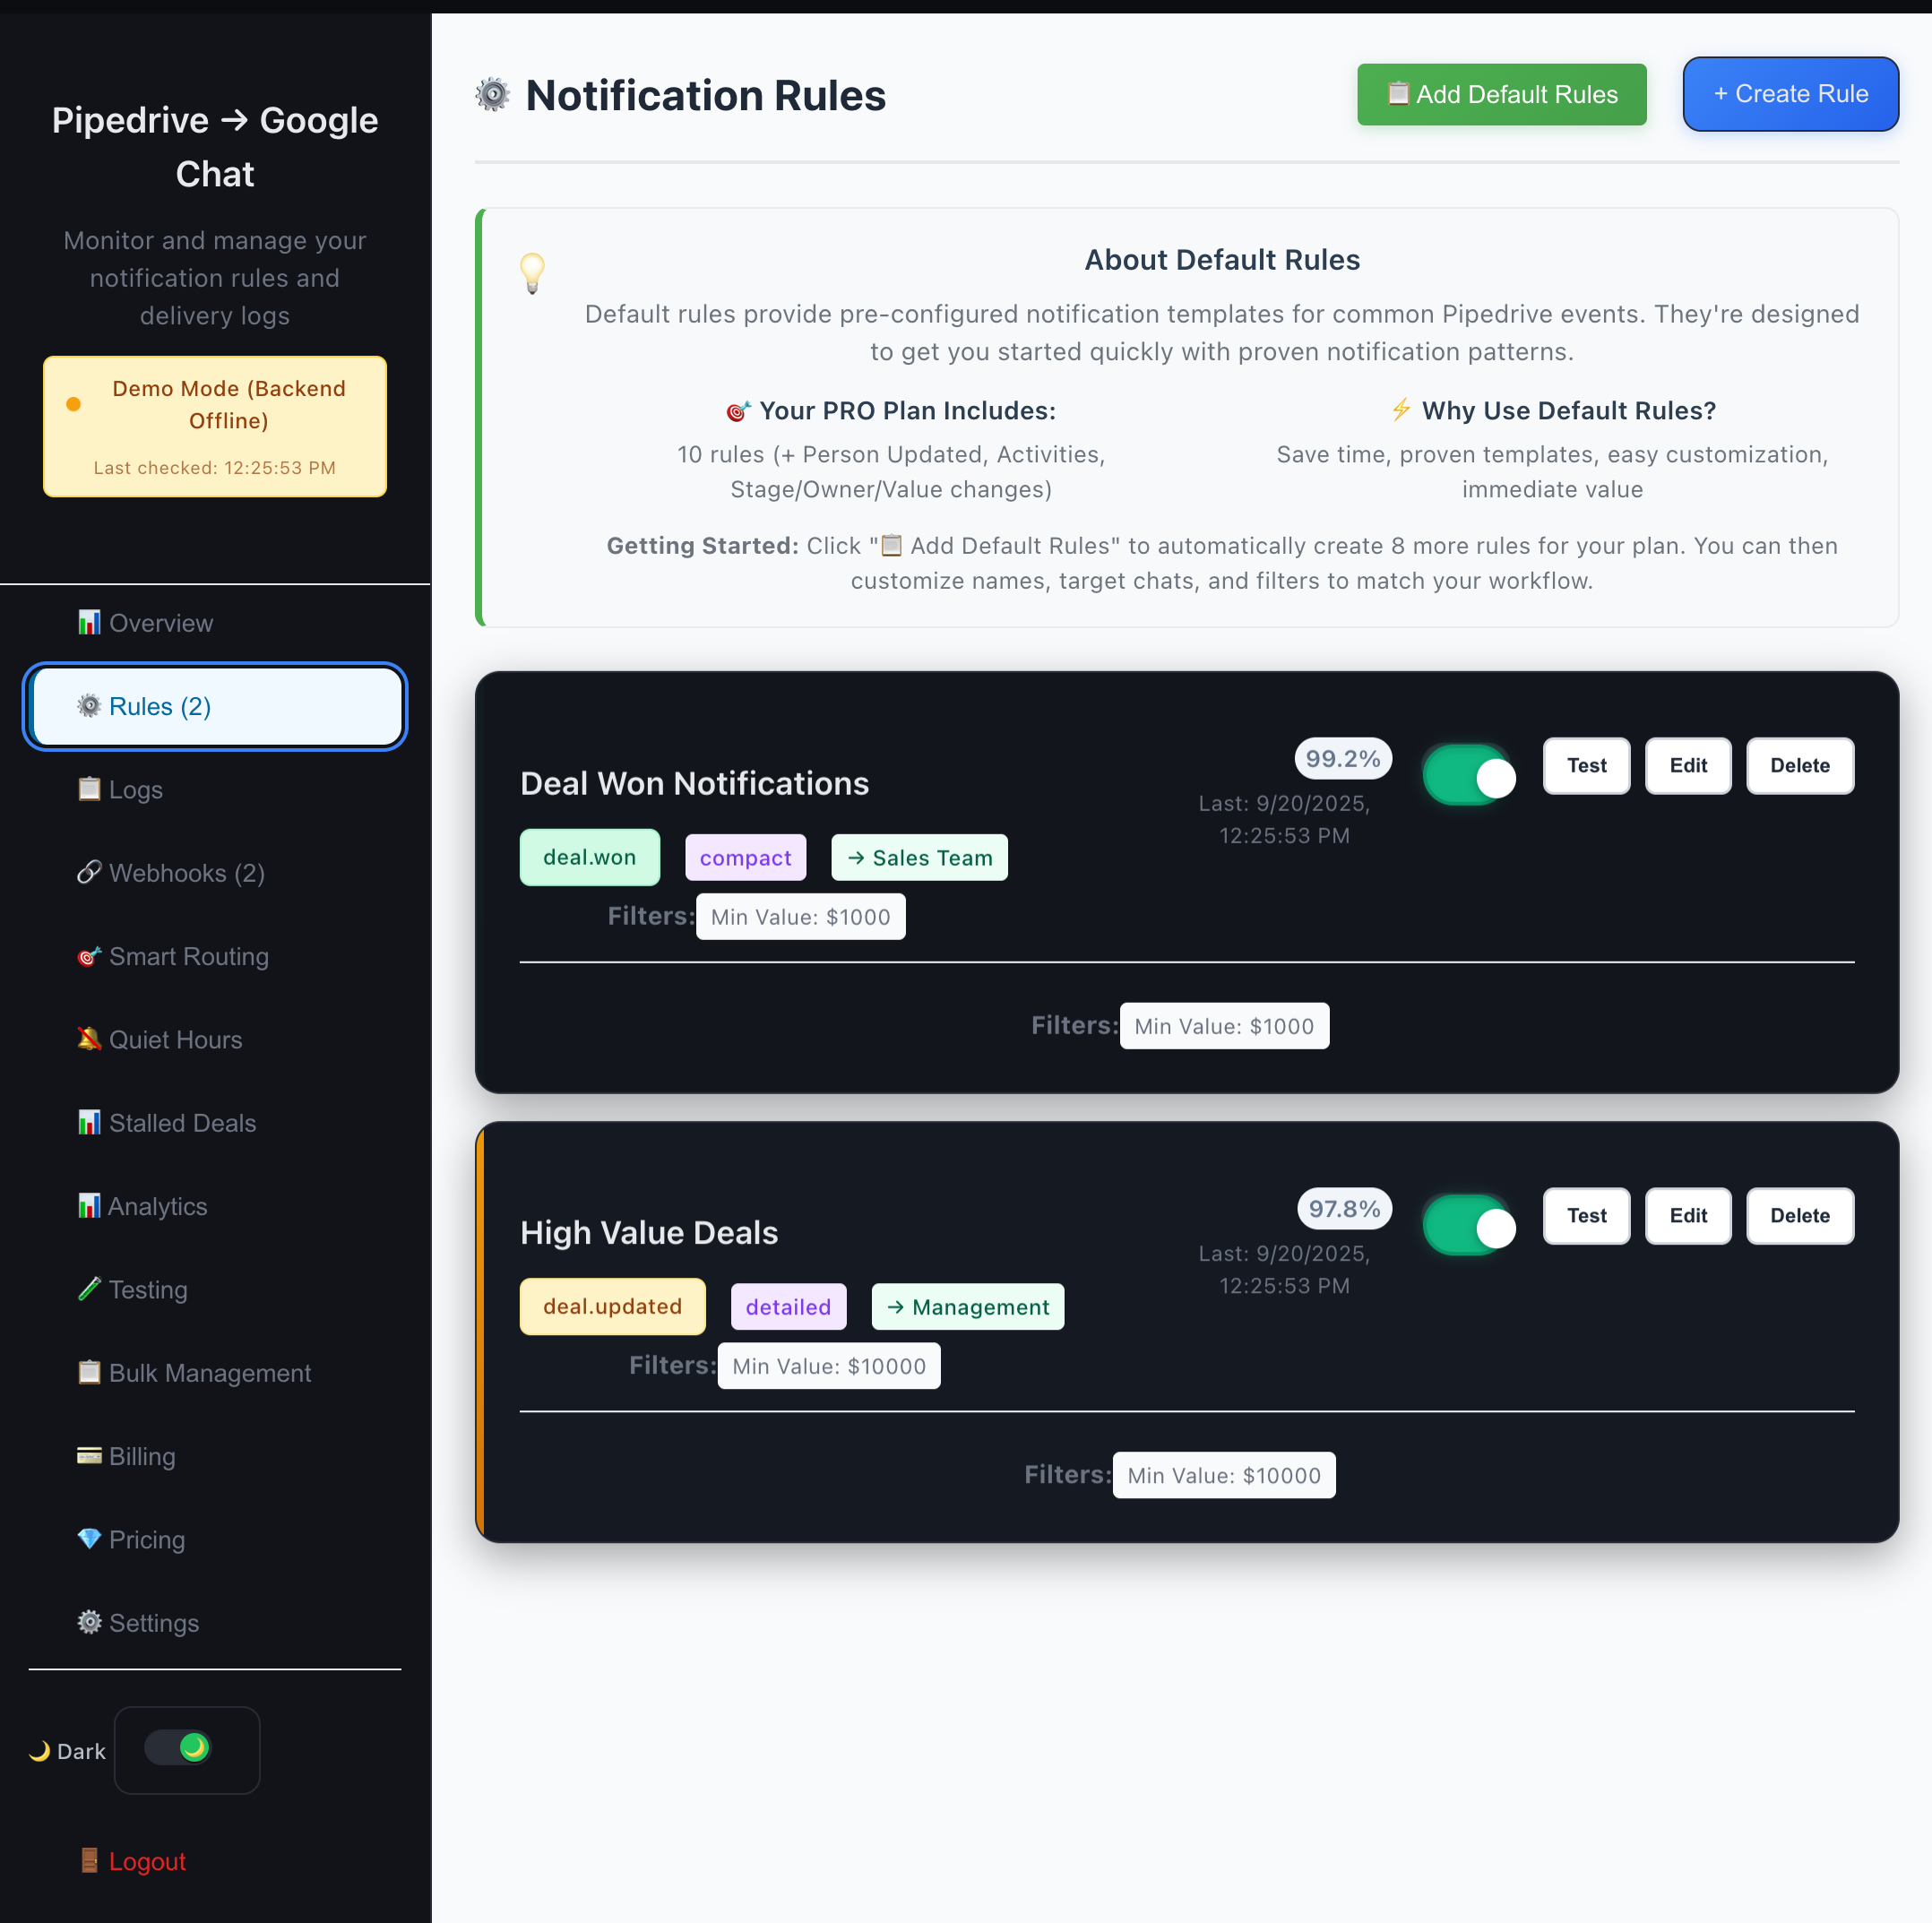 Pipedrive → Google
Chat
Monitor and manage your
notification rules and
delivery logs
Demo Mode (Backend
Offline)
Last checked: 12:25:53 PM
📊 Overview
⚙️ Rules (2)
📋 Logs
🔗 Webhooks (2)
🎯 Smart Routing
🔕 Quiet Hours
📊 Stalled Deals
📊 Analytics
🧪 Testing
📋 Bulk Management
💳 Billing
💎 Pricing
⚙️ Settings
🌙 Dark
🚪 Logout
⚙️ Notification Rules
📋 Add Default Rules
+ Create Rule
💡 About Default Rules
Default rules provide pre-configured notification templates for common Pipedrive events. They're designed
to get you started quickly with proven notification patterns.
🎯 Your PRO Plan Includes:
10 rules (+ Person Updated, Activities,
Stage/Owner/Value changes)
⚡ Why Use Default Rules?
Save time, proven templates, easy customization,
immediate value
Getting Started: Click "📋 Add Default Rules" to automatically create 8 more rules for your plan. You can then
customize names, target chats, and filters to match your workflow.
Deal Won Notifications
deal.won compact → Sales Team
Filters: Min Value: $1000
99.2%
Last: 9/20/2025,
12:25:53 PM
Test Edit Delete
Filters: Min Value: $1000
High Value Deals
deal.updated detailed → Management
Filters: Min Value: $10000
97.8%
Last: 9/20/2025,
12:25:53 PM
Test Edit Delete
Filters: Min Value: $10000